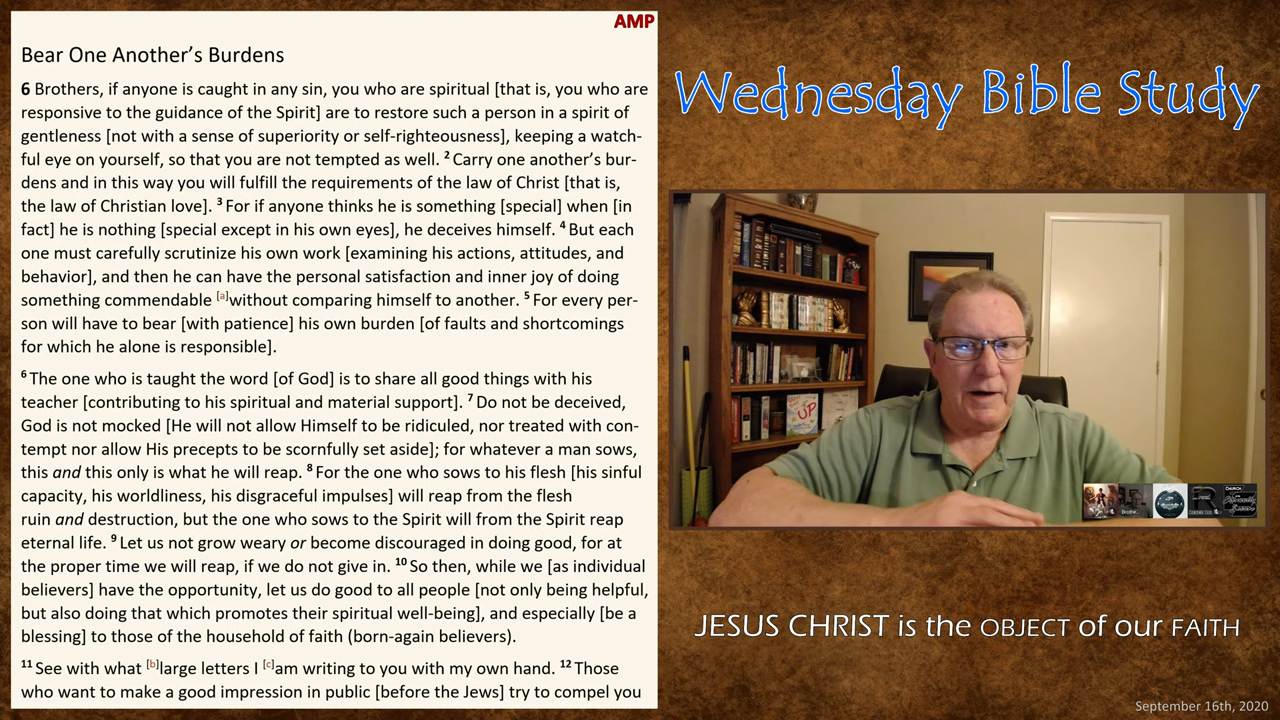 AMP
Bear One Another’s Burdens
6 Brothers, if anyone is caught in any sin, you who are spiritual [that is, you who are
responsive to the guidance of the Spirit] are to restore such a person in a spirit of
gentleness [not with a sense of superiority or self-righteousness], keeping a watch-
ful eye on yourself, so that you are not tempted as well. 2 Carry one another’s bur-
dens and in this way you will fulfill the requirements of the law of Christ [that is,
the law of Christian love]. 3 For if anyone thinks he is something [special] when [in
fact] he is nothing [special except in his own eyes], he deceives himself. 4 But each
one must carefully scrutinize his own work [examining his actions, attitudes, and
behavior], and then he can have the personal satisfaction and inner joy of doing
something commendable [a]without comparing himself to another. 5 For every per-
son will have to bear [with patience] his own burden [of faults and shortcomings
for which he alone is responsible].
6 The one who is taught the word [of God] is to share all good things with his
teacher [contributing to his spiritual and material support]. 7 Do not be deceived,
God is not mocked [He will not allow Himself to be ridiculed, nor treated with con-
tempt nor allow His precepts to be scornfully set aside]; for whatever a man sows,
this and this only is what he will reap. 8 For the one who sows to his flesh [his sinful
capacity, his worldliness, his disgraceful impulses] will reap from the flesh
ruin and destruction, but the one who sows to the Spirit will from the Spirit reap
eternal life. 9 Let us not grow weary or become discouraged in doing good, for at
the proper time we will reap, if we do not give in. 10 So then, while we [as individual
believers] have the opportunity, let us do good to all people [not only being helpful,
but also doing that which promotes their spiritual well-being], and especially [be a
blessing] to those of the household of faith (born-again believers).
11 See with what [b]large letters I [c]am writing to you with my own hand. 12 Those
who want to make a good impression in public [before the Jews] try to compel you
Wednesday Bible Study
UP
JESUS CHRIST is the OBJECT of our FAITH
September 16th, 2020